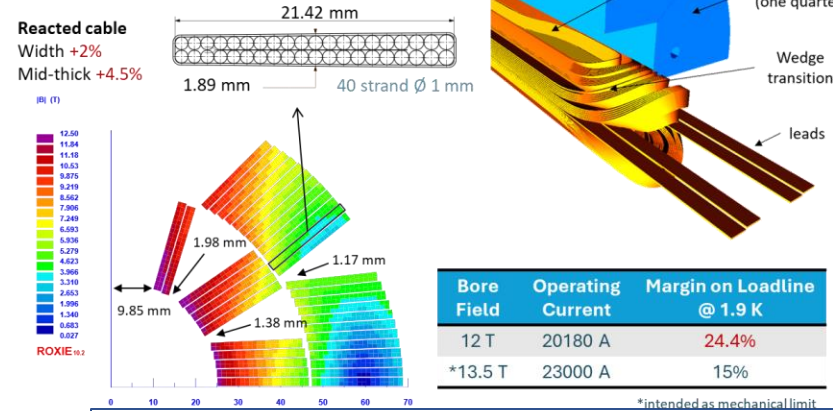 21.42 mm
Reacted cable
Width +2%
Mid-thick +4.5%
1.89 mm
40 strand Ø 1 mm
(one quarte
Wedge
transition
leads
|B| (T)
12.50
11.84
11.18
10.53
9.875
9.219
8.562
7.906
7.249
6.593
5.936
5.279
4.623
3.966
3.310
2.653
1.996
1.340
0.683
0.027
ROXIE 10.2
1.98 mm
1.17 mm
9.85 mm
1.38 mm
0 10 20 30 40 50 60 70
Bore Field Operating Current Margin on Loadline @ 1.9 K
12 T 20180 A 24.4%
*13.5 T 23000 A 15%
*intended as mechanical limit